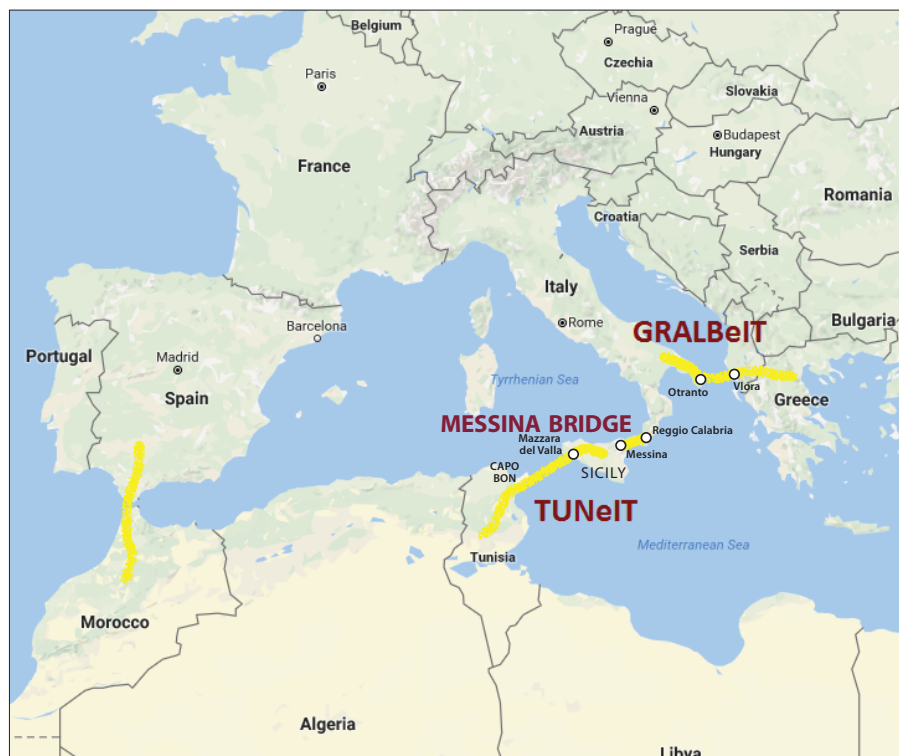 Belgium
Prague
Czechia
Paris
Slovakia
Vienna
Austria
Budapest
Hungary
France
Romania
Croatia
Serbia
Italy
Barcelona
Rome
Bulgaria
GRALBeIT
Portugal
Madrid
Spain
Tyrrhenian Sea
Otranto
Vlora
Greece
MESSINA BRIDGE
Reggio Calabria
Mazzara
del Valla
Messina
CAPO
BON
SICILY
TUNeIT
Mediterranean Sea
Tunisia
Morocco
Algeria
Libya